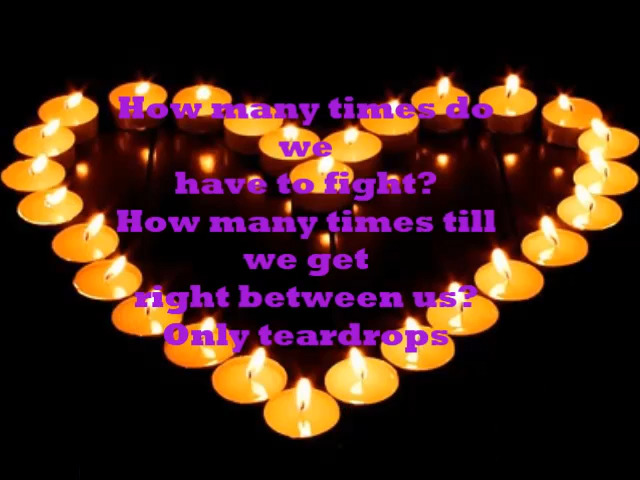 How many times do
we
have to fight?
How many times till
we get
right between us?
Only teardrops